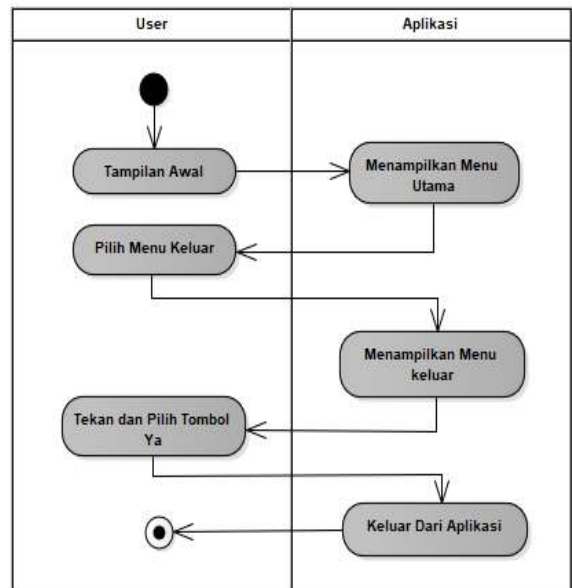 User
Aplikasi
Tampilan Awal
Menampilkan Menu
Utama
Pilih Menu Keluar
Menampilkan Menu
keluar
Tekan dan Pilih Tombol
Ya
Keluar Dari Aplikasi